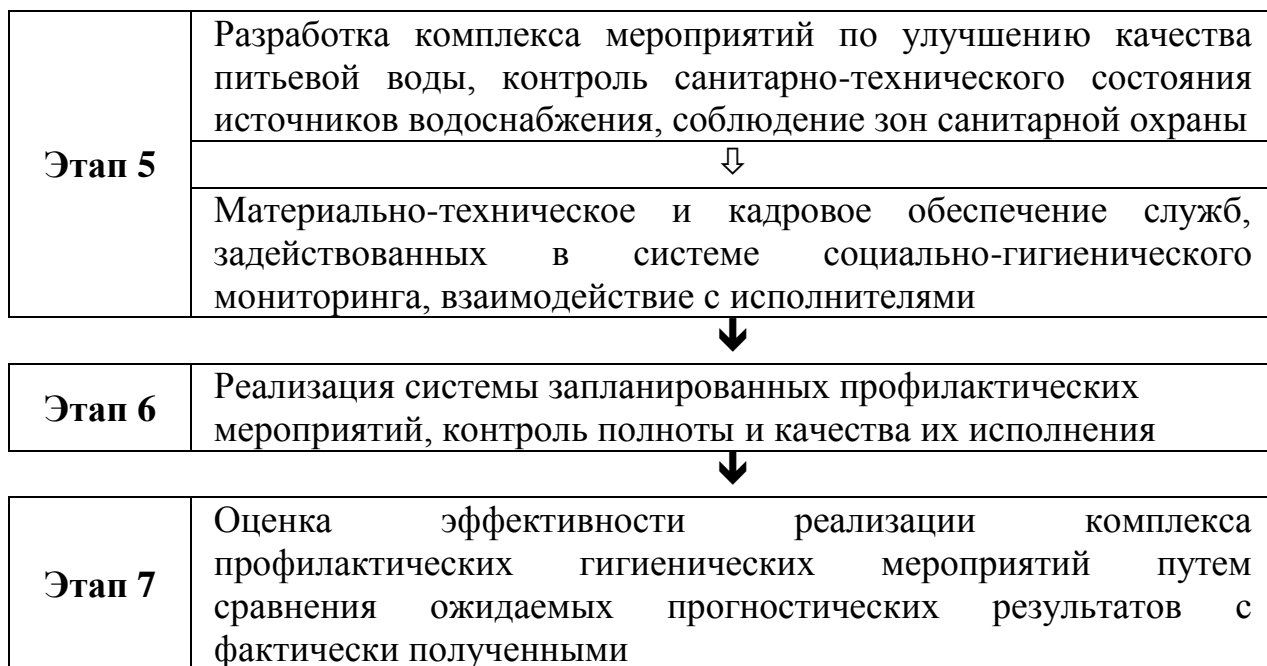 Этап 5
Разработка комплекса мероприятий по улучшению качества
питьевой воды, контроль санитарно-технического состояния
источников водоснабжения, соблюдение зон санитарной охраны
⇩
Материально-техническое и кадровое обеспечение служб,
задействованных в системе социально-гигиенического
мониторинга, взаимодействие с исполнителями
Этап 6
Реализация системы запланированных профилактических
мероприятий, контроль полноты и качества их исполнения
Этап 7
Оценка эффективности реализации комплекса
профилактических гигиенических мероприятий путем
сравнения ожидаемых прогностических результатов с
фактически полученными